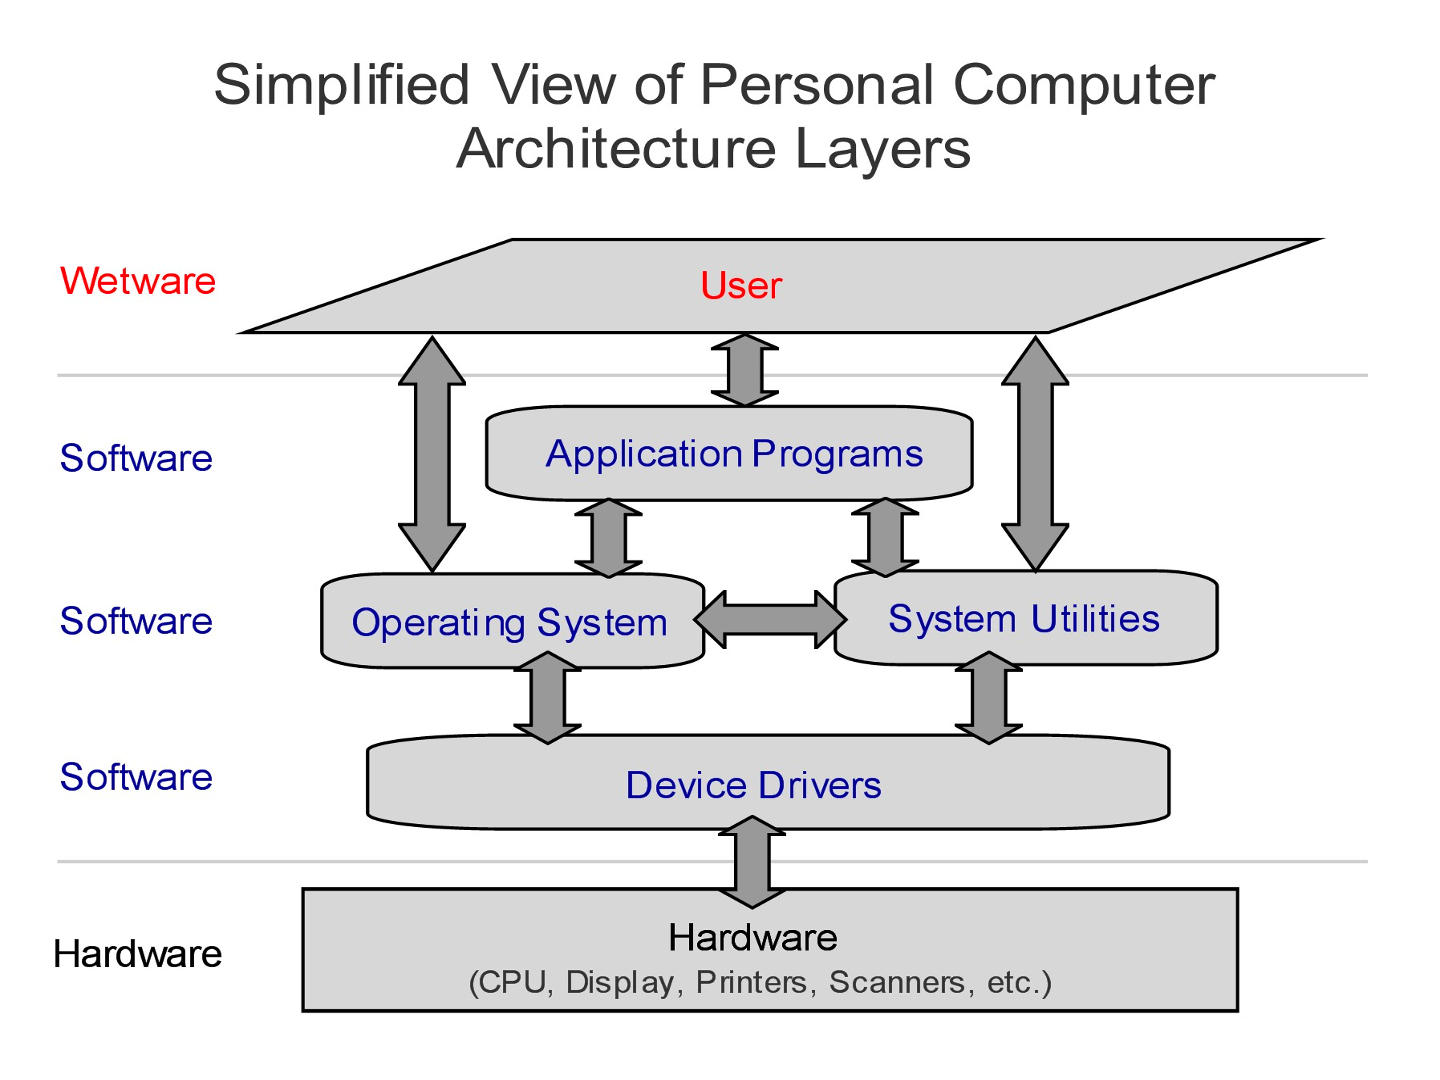 Simplified View of Personal Computer
Architecture Layers
Wetware
User
Software
Application Programs
Software
Operating System
System Utilities
Software
Device Drivers
Hardware
Hardware
(CPU, Display, Printers, Scanners, etc.)